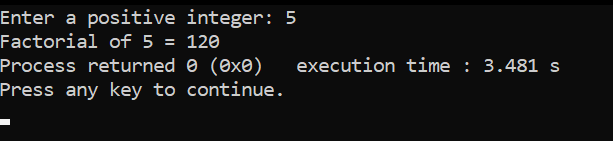 Enter a positive integer: 5
Factorial of 5 = 120
Process returned 0 (0x0)   execution time : 3.481 s
Press any key to continue.